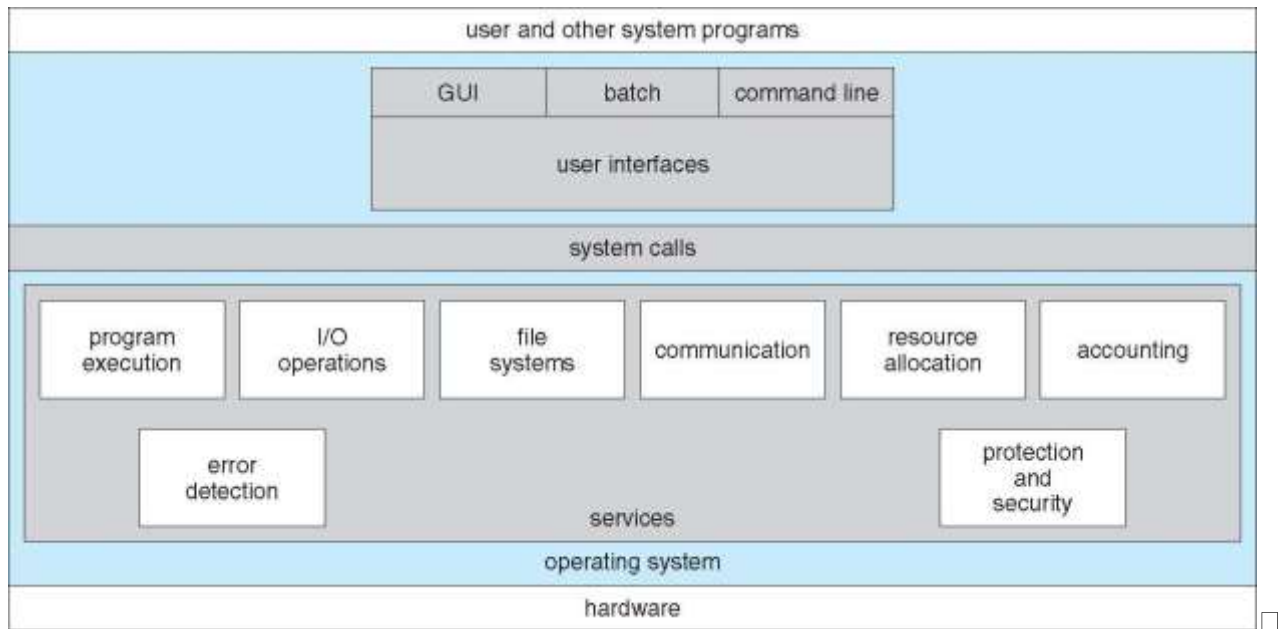 user and other system programs
GUI
batch
command line
user interfaces
system calls
program
execution
I/O
operations
file
systems
communication
resource
allocation
accounting
error
detection
protection
and
security
services
operating system
hardware